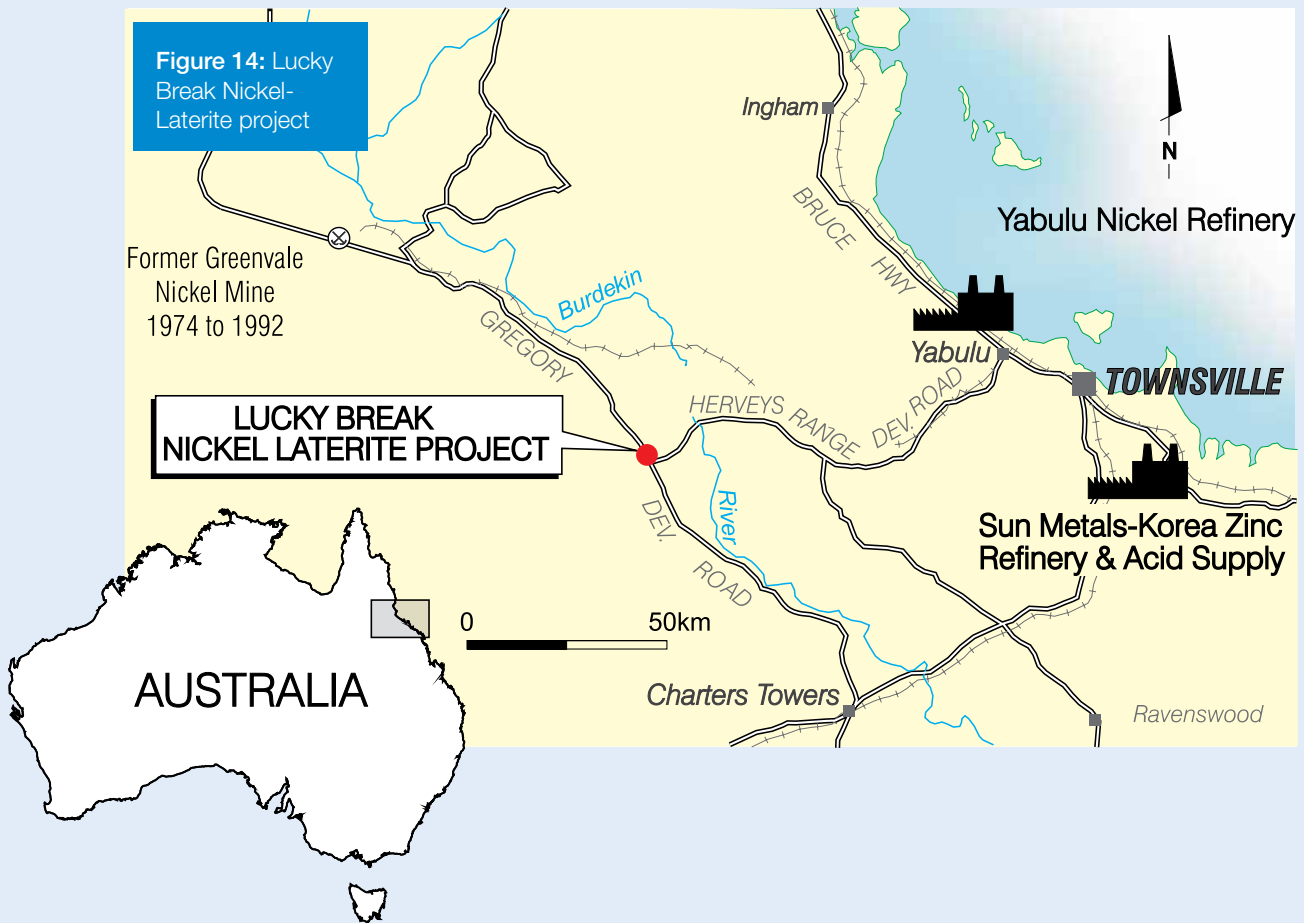 Figure 14: Lucky
Break Nickel-
Laterite project
Ingham
N
BRUCE HWY
Yabulu Nickel Refinery
Former Greenvale
Nickel Mine
1974 to 1992
Burdekin
GREGORY
Yabulu
TOWNSVILLE
HERVEYS RANGE DEV. ROAD
LUCKY BREAK
NICKEL LATERITE PROJECT
River
DEV.
ROAD
Sun Metals-Korea Zinc
Refinery & Acid Supply
0 50km
AUSTRALIA
Charters Towers
Ravenswood